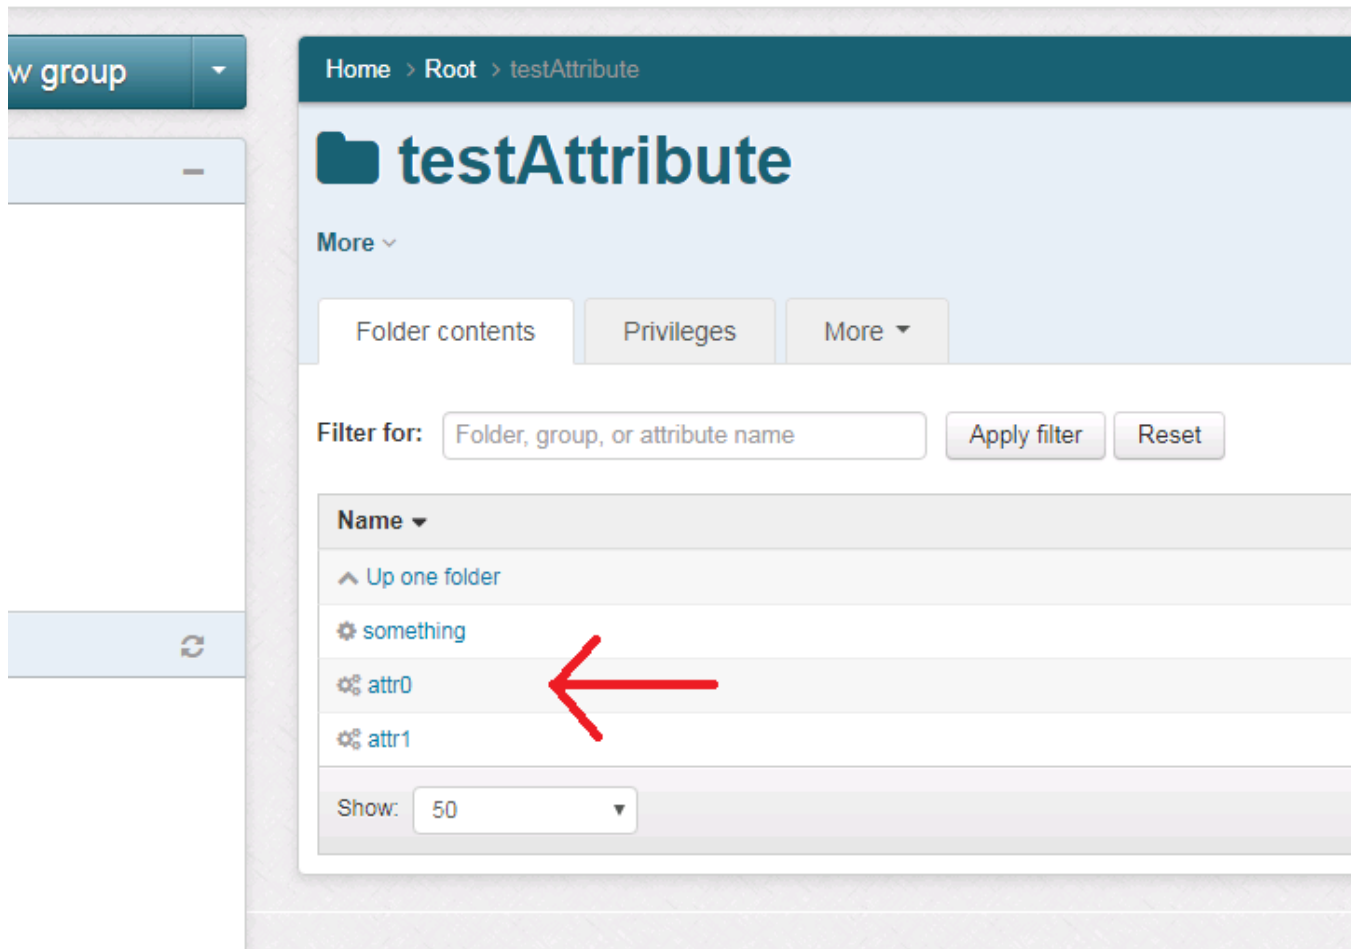 w group
Home > Root > testAttribute
testAttribute
More
Folder contents
Privileges
More
Filter for:
Folder, group, or attribute name
Apply filter
Reset
Name
Up one folder
something
attr0
attr1
Show:
50